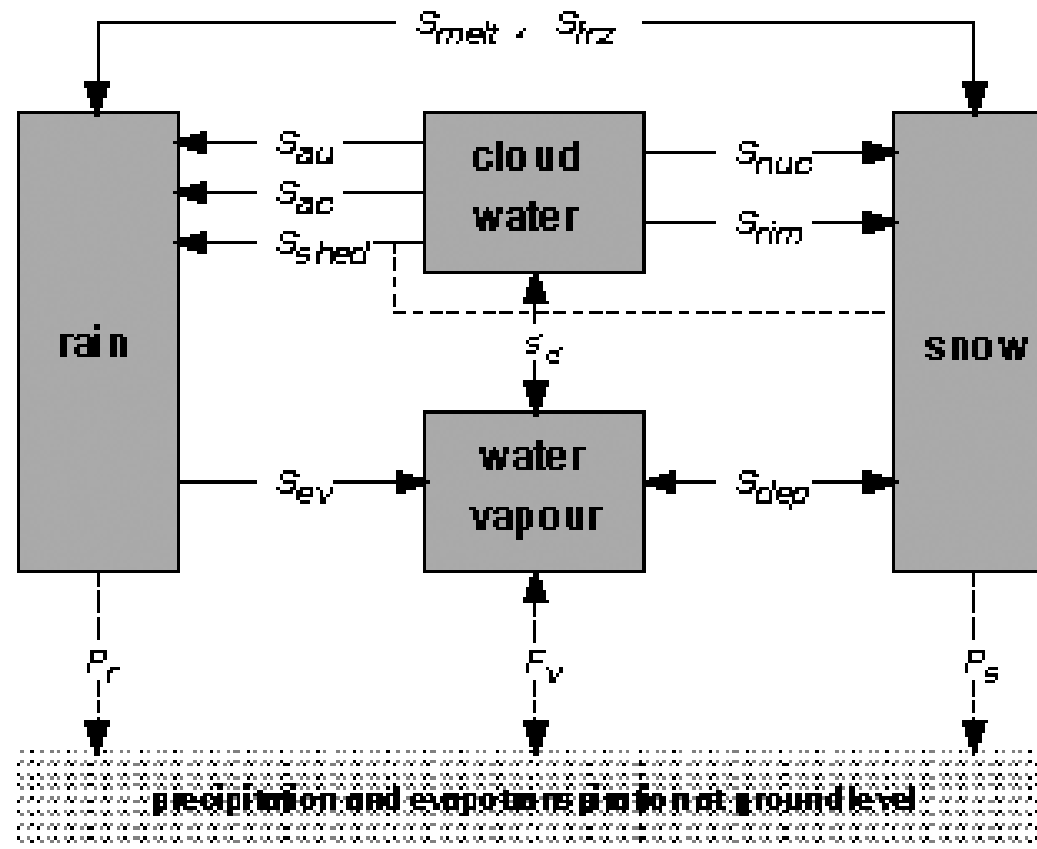 S_melt , S_frz
S_au
cloud
water
S_nuc
S_ac
S_rim
S_shed
rain
S_c
snow
water
vapour
S_ev
S_dep
P_r
F_v
P_s
precipitation and evapotranspiration at ground level